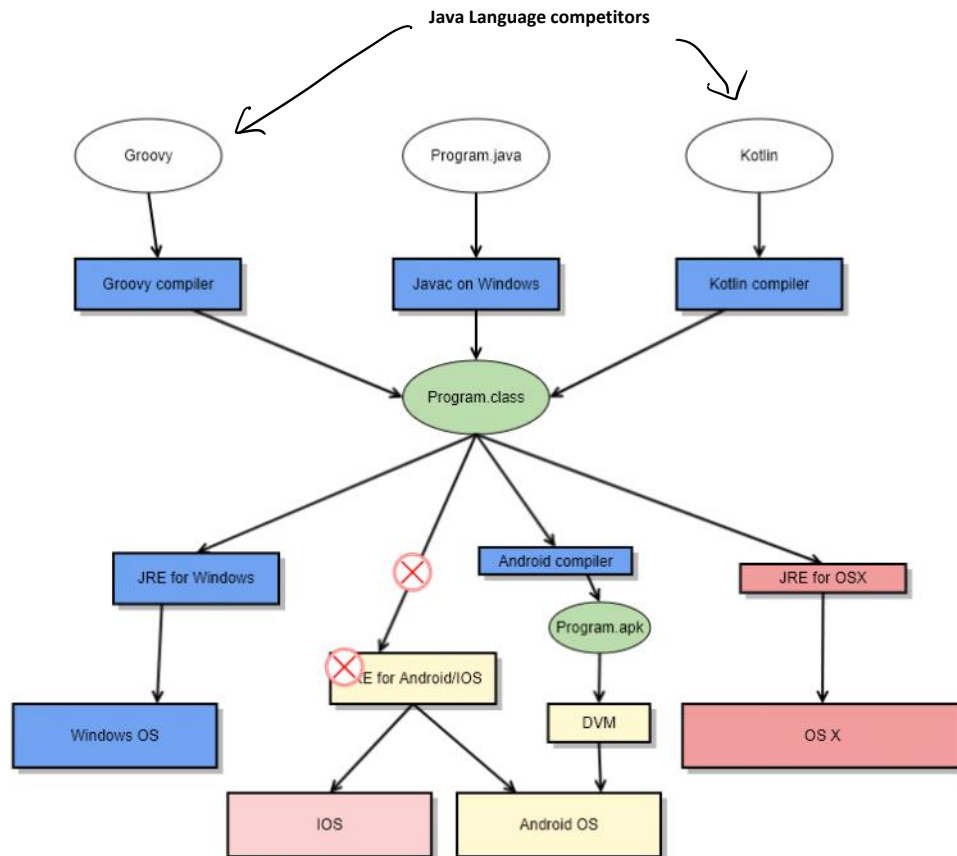 Java Language competitors
Groovy
Program.java
Kotlin
Groovy compiler
Javac on Windows
Kotlin compiler
Program.class
JRE for Windows
Android compiler
JRE for OSX
Program.apk
RE for Android/IOS
Windows OS
DVM
OS X
IOS
Android OS